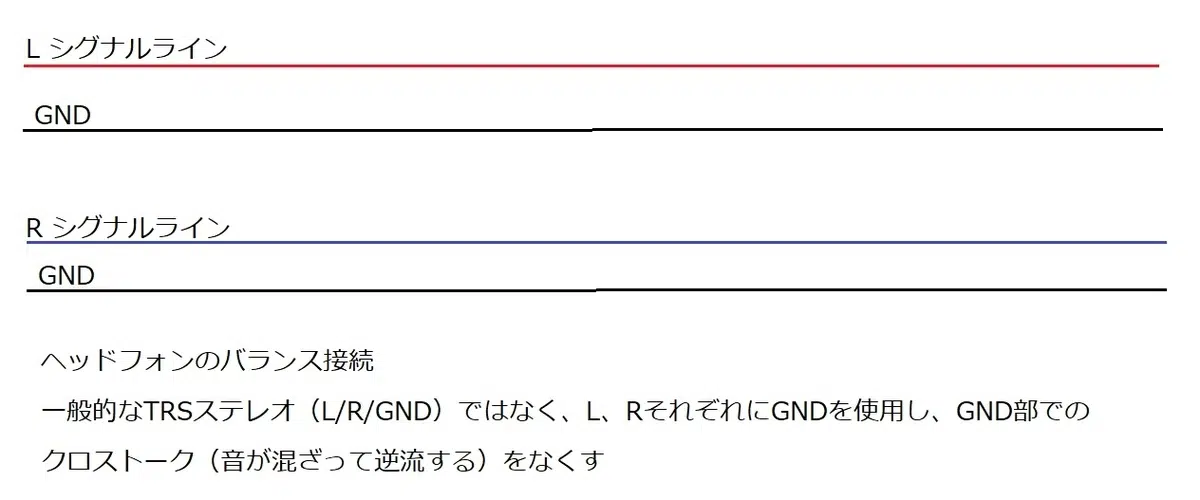 L シグナルライン
GND
R シグナルライン
GND
ヘッドフォンのバランス接続
一般的なTRSステレオ（L/R/GND）ではなく、L、RそれぞれにGNDを使用し、GND部での
クロストーク（音が混ざって逆流する）をなくす